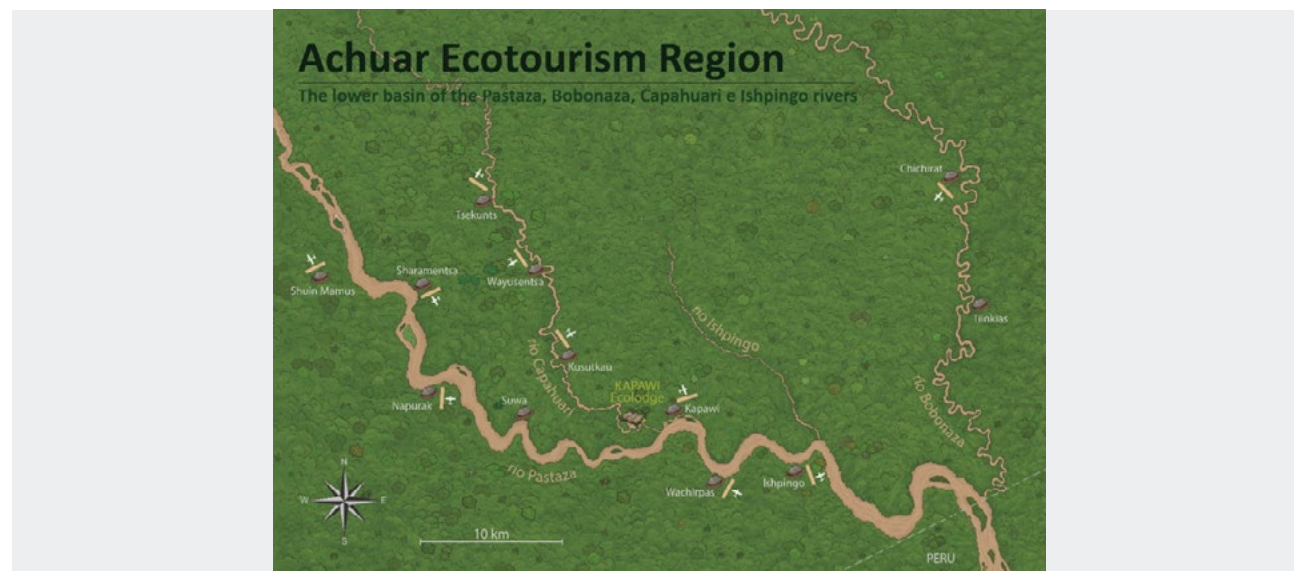 Achuar Ecotourism Region
The lower basin of the Pastaza, Bobonaza, Capahuari e Ishpingo rivers
Chichirat
Tsekunts
Sharamentsa
Wayusentsa
Shuin Mamus
Tiinkias
río Ishpingo
río Capahuari
Kusutkau
KAPAWI
Ecolodge
Kapawi
Suwa
Napurak
río Bobonaza
río Pastaza
Wachirpas
Ishpingo
N
W
E
S
10 km
PERU